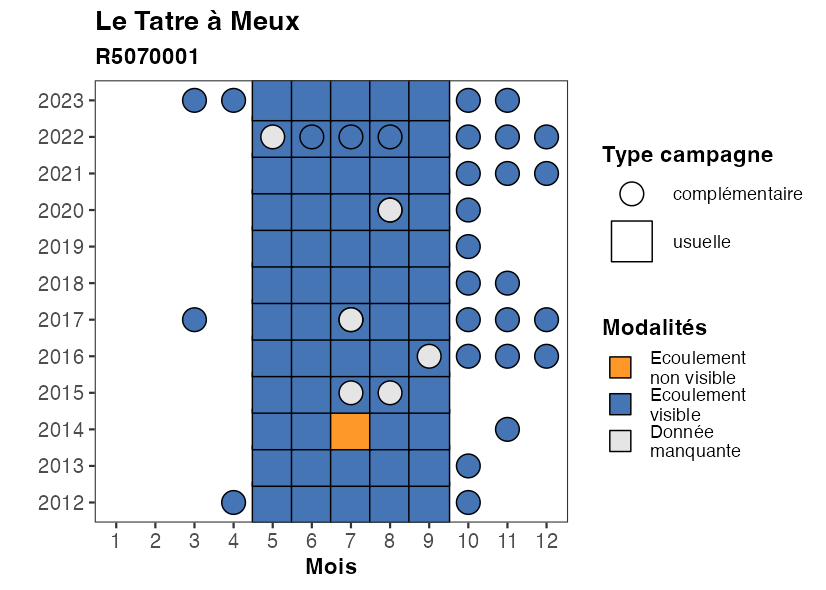 Le Tatre à Meux
R5070001
2023
2022
2021
2020
2019
2018
2017
2016
2015
2014
2013
2012
1 2 3 4 5 6 7 8 9 10 11 12
Mois
Type campagne
complémentaire
usuelle
Modalités
Ecoulement
non visible
Ecoulement
visible
Donnée
manquante